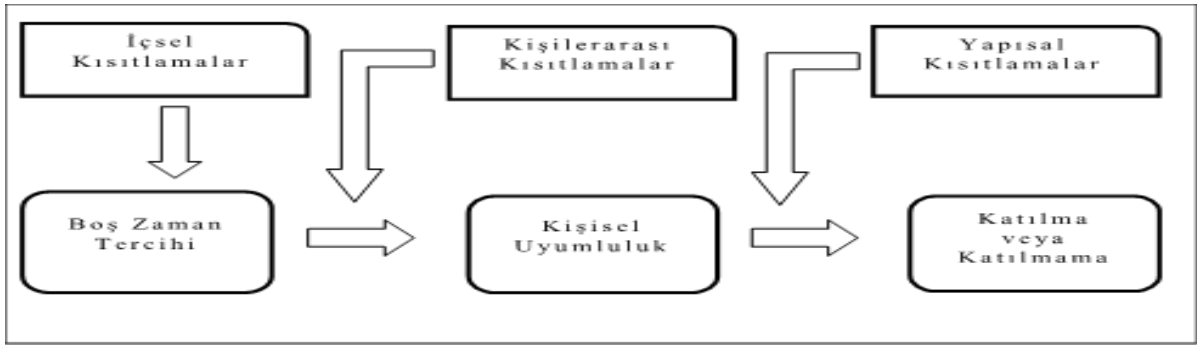 İçsel
Kısıtlamalar
Kişilerarası
Kısıtlamalar
Yapısal
Kısıtlamalar
Boş Zaman
Tercihi
Kişisel
Uyumluluk
Katılma
veya
Katılmama